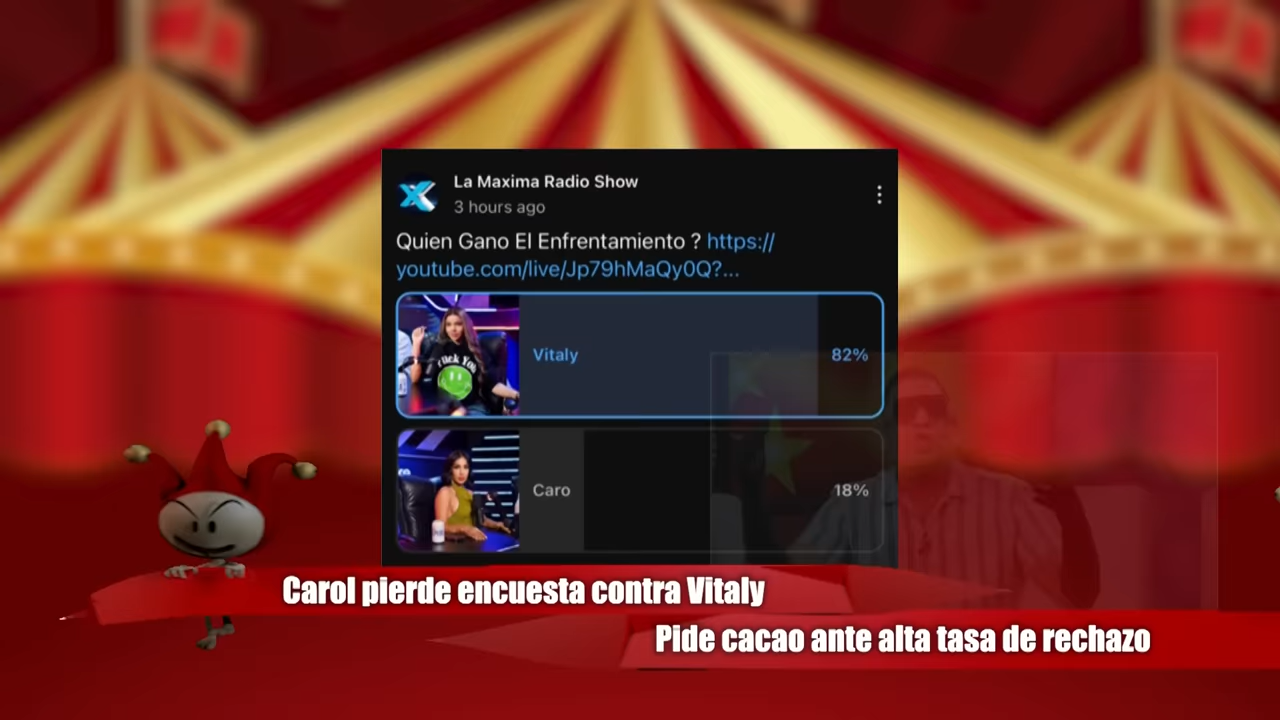 La Maxima Radio Show
3 hours ago
Quien Gano El Enfrentamiento ? https://
youtube.com/live/Jp79hMaQy0Q?...
Vitaly
82%
Caro
18%
Carol pierde encuesta contra Vitaly
Pide cacao ante alta tasa de rechazo